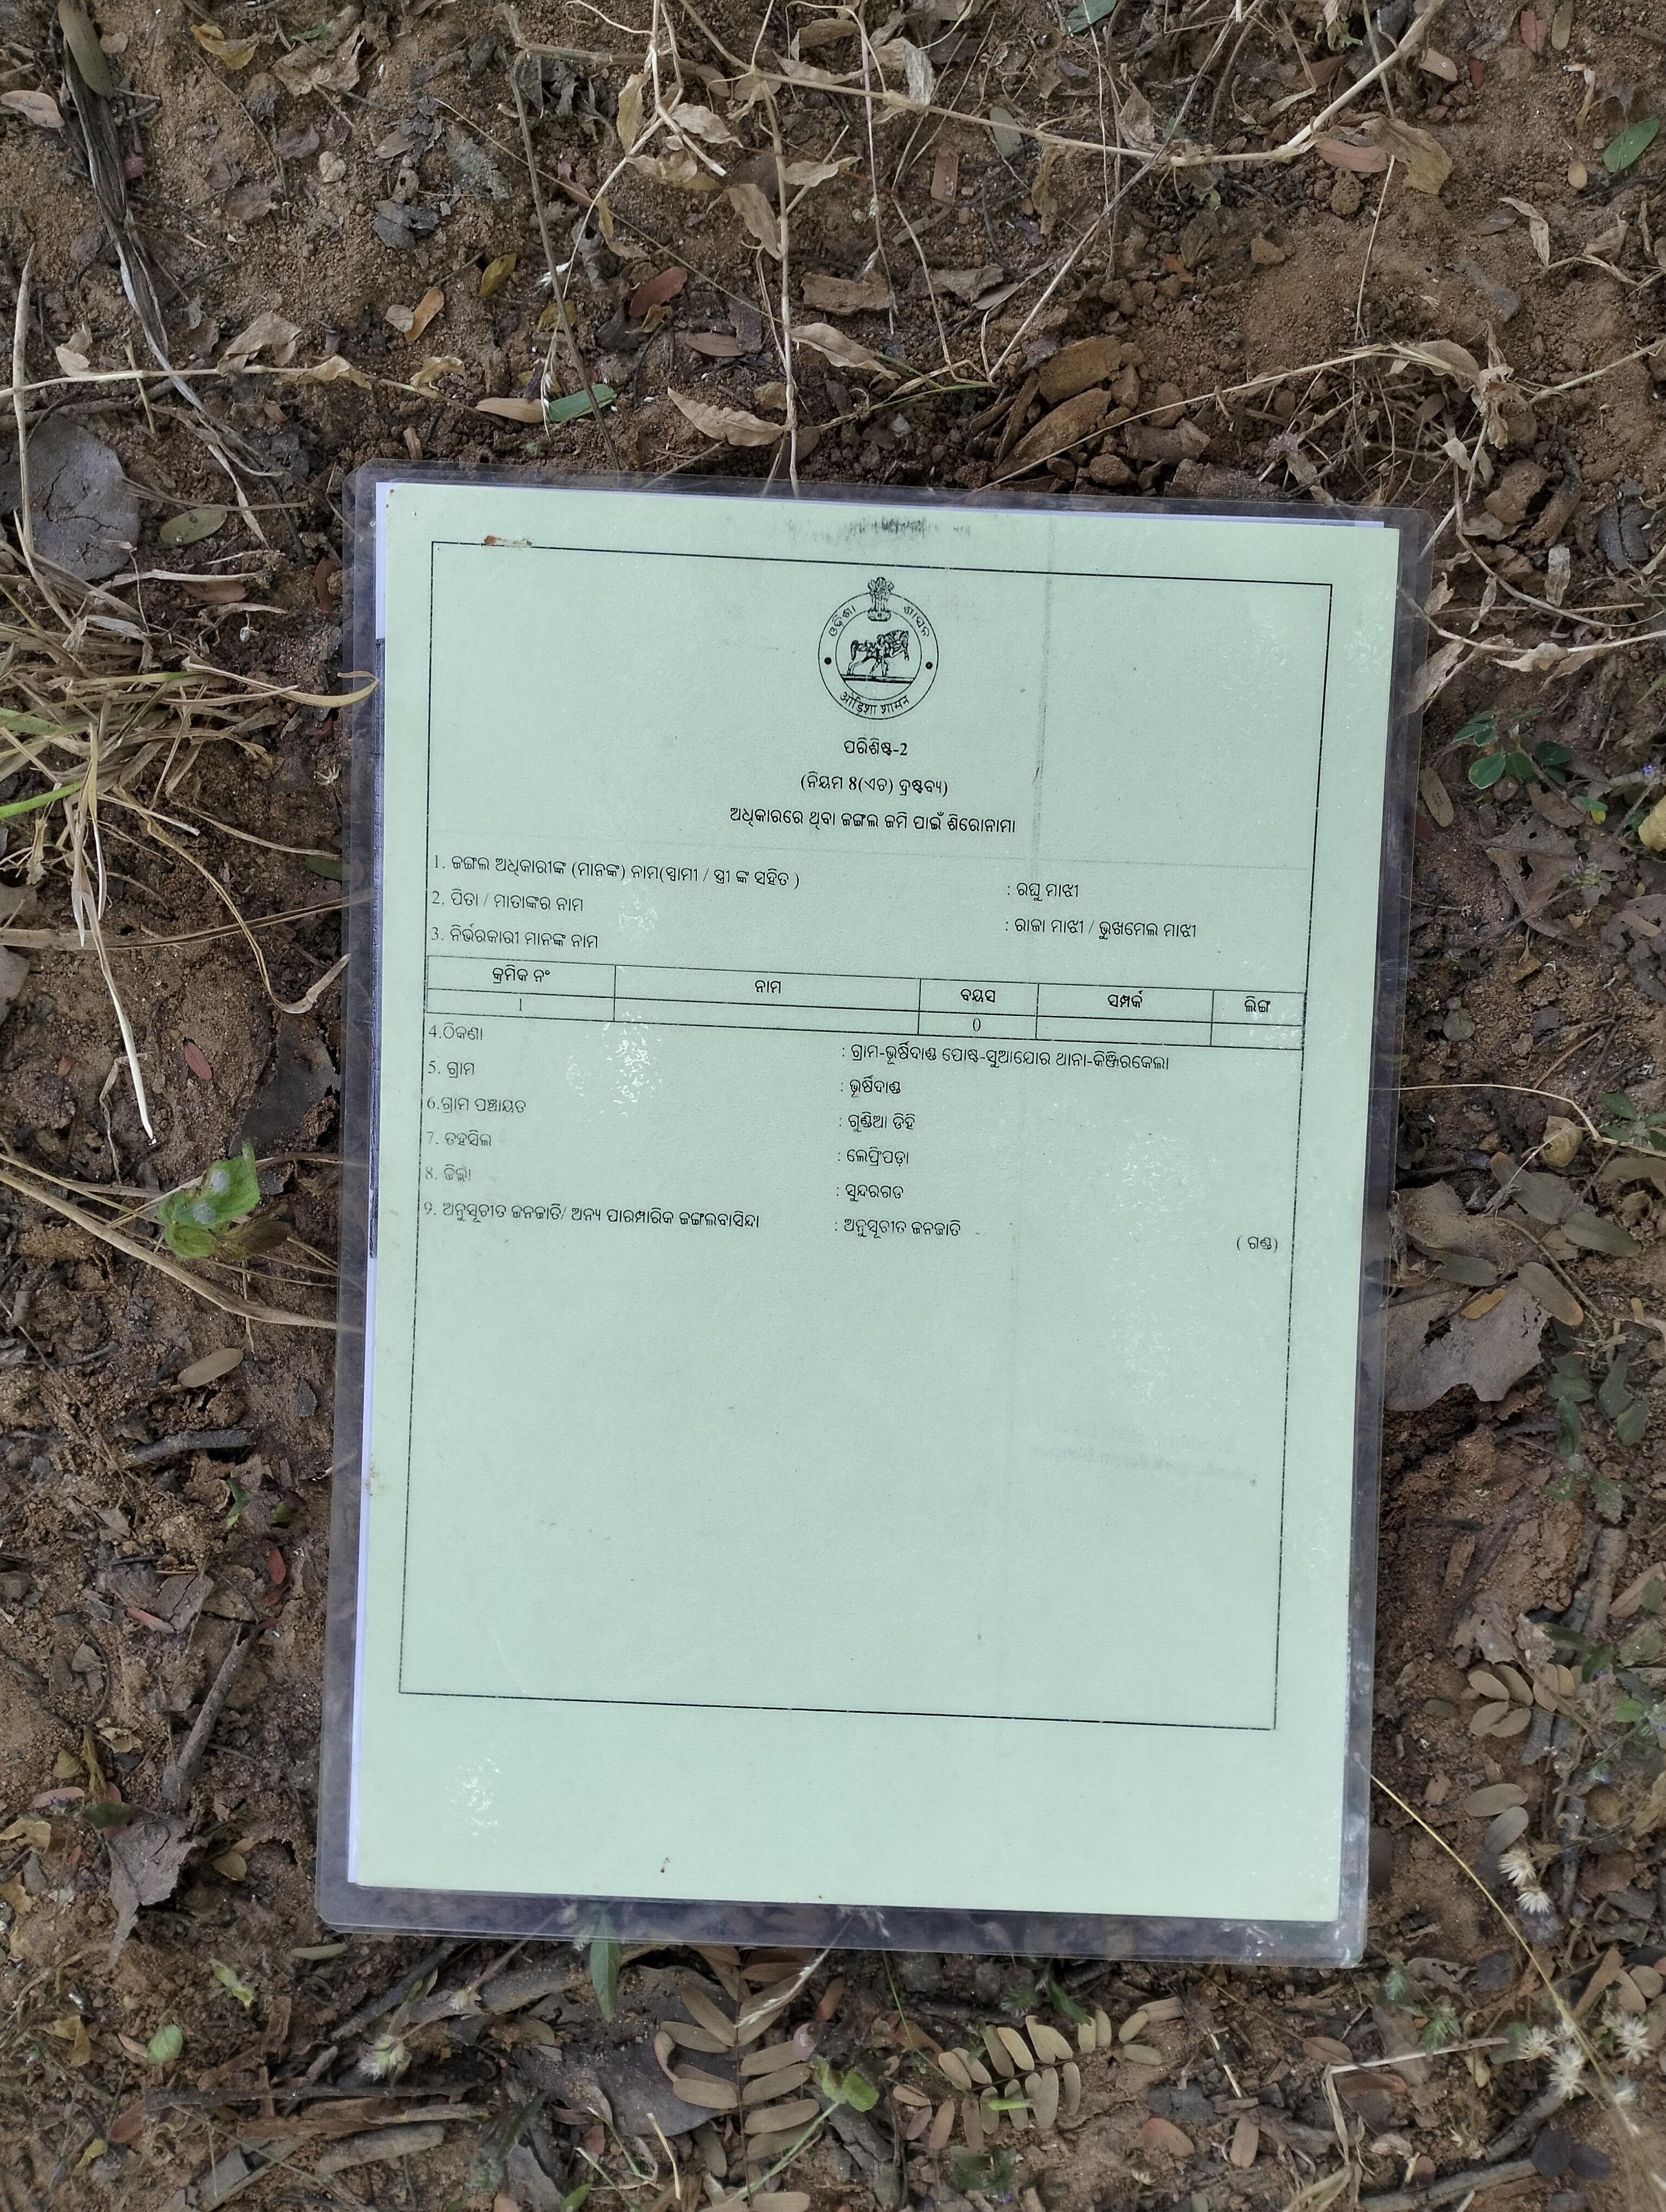 ଓଡ଼ିଶା ଶାସନ
ओड़िशा शासन
ପରିଶିଷ୍ଟ-2
(ନିୟମ 8(ଏଚ) ଦ୍ରଷ୍ଟବ୍ୟ)
ଅଧିକାରରେ ଥିବା ଜଙ୍ଗଲ ଜମି ପାଇଁ ଶିରୋନାମା
1. ଜଙ୍ଗଲ ଅଧିକାରୀଙ୍କ (ମାନଙ୍କ) ନାମ(ସ୍ବାମୀ / ସ୍ତ୍ରୀ ଙ୍କ ସହିତ ) : ରଘୁ ମାଝୀ
2. ପିତା / ମାତାଙ୍କର ନାମ : ରାଜା ମାଝୀ / ଭୁଖମେଲ ମାଝୀ
3. ନିର୍ଭରକାରୀ ମାନଙ୍କ ନାମ
କ୍ରମିକ ନଂ ନାମ ବୟସ ସମ୍ପର୍କ ଲିଙ୍ଗ
1 0
4.ଠିକଣା : ଗ୍ରାମ-ଭୂର୍ଷିଦାଣ୍ଡ ପୋଷ୍ଟ-ସୁଆଯୋର ଥାନା-କିଞ୍ଜିରକେଲା
5. ଗ୍ରାମ : ଭୂର୍ଷିଦାଣ୍ଡ
6.ଗ୍ରାମ ପଞ୍ଚାୟତ : ଗୁଣ୍ଡିଆ ଡିହି
7. ତହସିଲ : ଲେଫ୍ରିପଡ଼ା
8. ଜିଲ୍ଲା : ସୁନ୍ଦରଗଡ
9. ଅନୁସୂଚୀତ ଜନଜାତି/ ଅନ୍ୟ ପାରମ୍ପାରିକ ଜଙ୍ଗଲବାସିନ୍ଦା : ଅନୁସୂଚୀତ ଜନଜାତି ( ଗଣ୍ଡ)